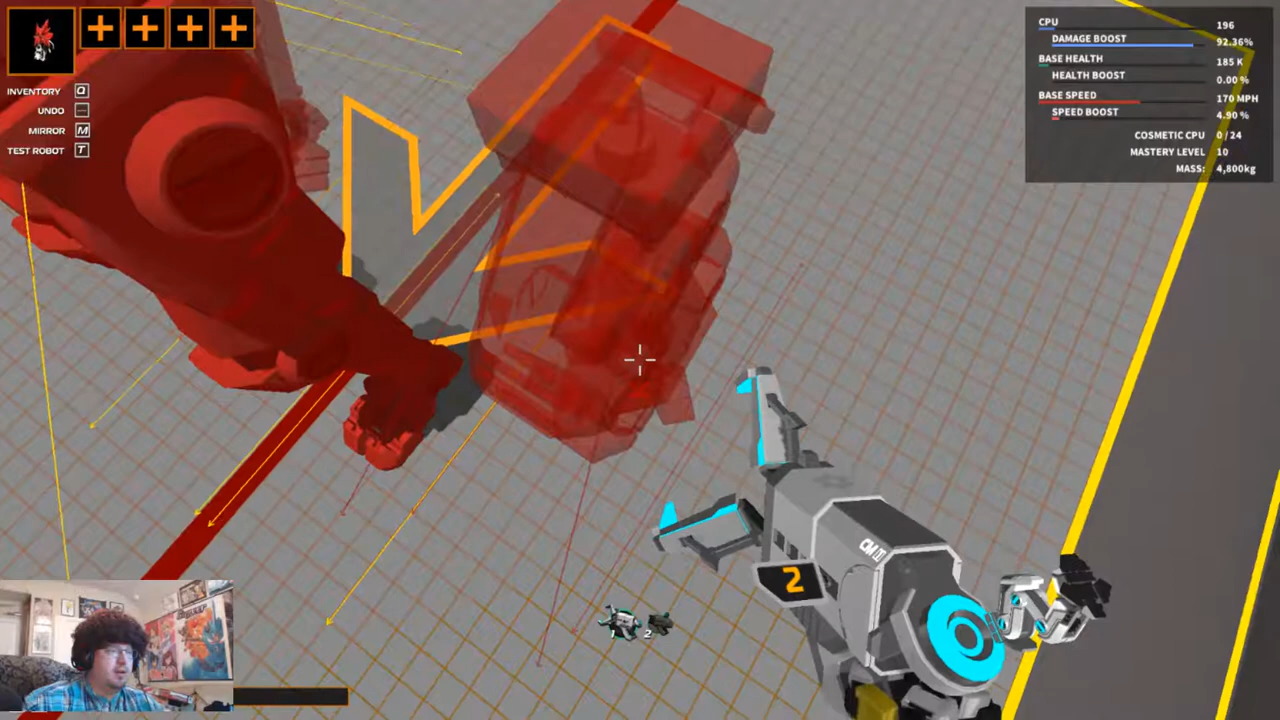 INVENTORY Q
UNDO
MIRROR M
TEST ROBOT T
CPU 196
DAMAGE BOOST 92.36%
BASE HEALTH 185 K
HEALTH BOOST 0.00 %
BASE SPEED 170 MPH
SPEED BOOST 4.90 %
COSMETIC CPU 0 / 24
MASTERY LEVEL 10
MASS: 4,800kg
2
1 2